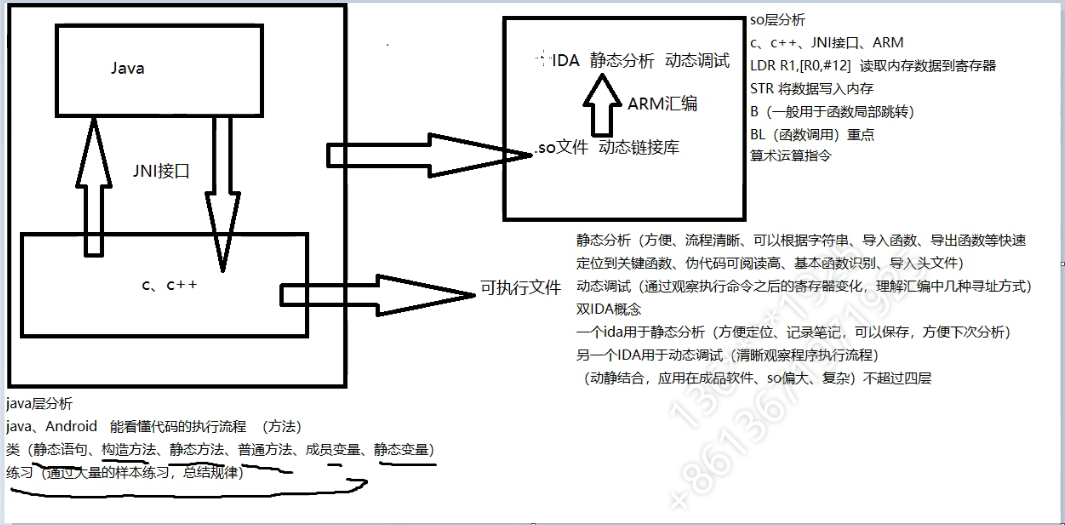 Java
JNI接口
c、c++
IDA 静态分析 动态调试
ARM汇编
.so文件 动态链接库
可执行文件
so层分析
c、c++、JNI接口、ARM
LDR R1,[R0,#12] 读取内存数据到寄存器
STR 将数据写入内存
B（一般用于函数局部跳转）
BL（函数调用）重点
算术运算指令
静态分析（方便、流程清晰、可以根据字符串、导入函数、导出函数等快速
定位到关键函数、伪代码可阅读高、基本函数识别、导入头文件）
动态调试（通过观察执行命令之后的寄存器变化，理解汇编中几种寻址方式）
双IDA概念
一个ida用于静态分析（方便定位、记录笔记，可以保存，方便下次分析）
另一个IDA用于动态调试（清晰观察程序执行流程）
（动静结合，应用在成品软件、so偏大、复杂）不超过四层
java层分析
java、Android 能看懂代码的执行流程 （方法）
类（静态语句、构造方法、静态方法、普通方法、成员变量、静态变量）
练习（通过大量的样本练习，总结规律）
+8613671971925